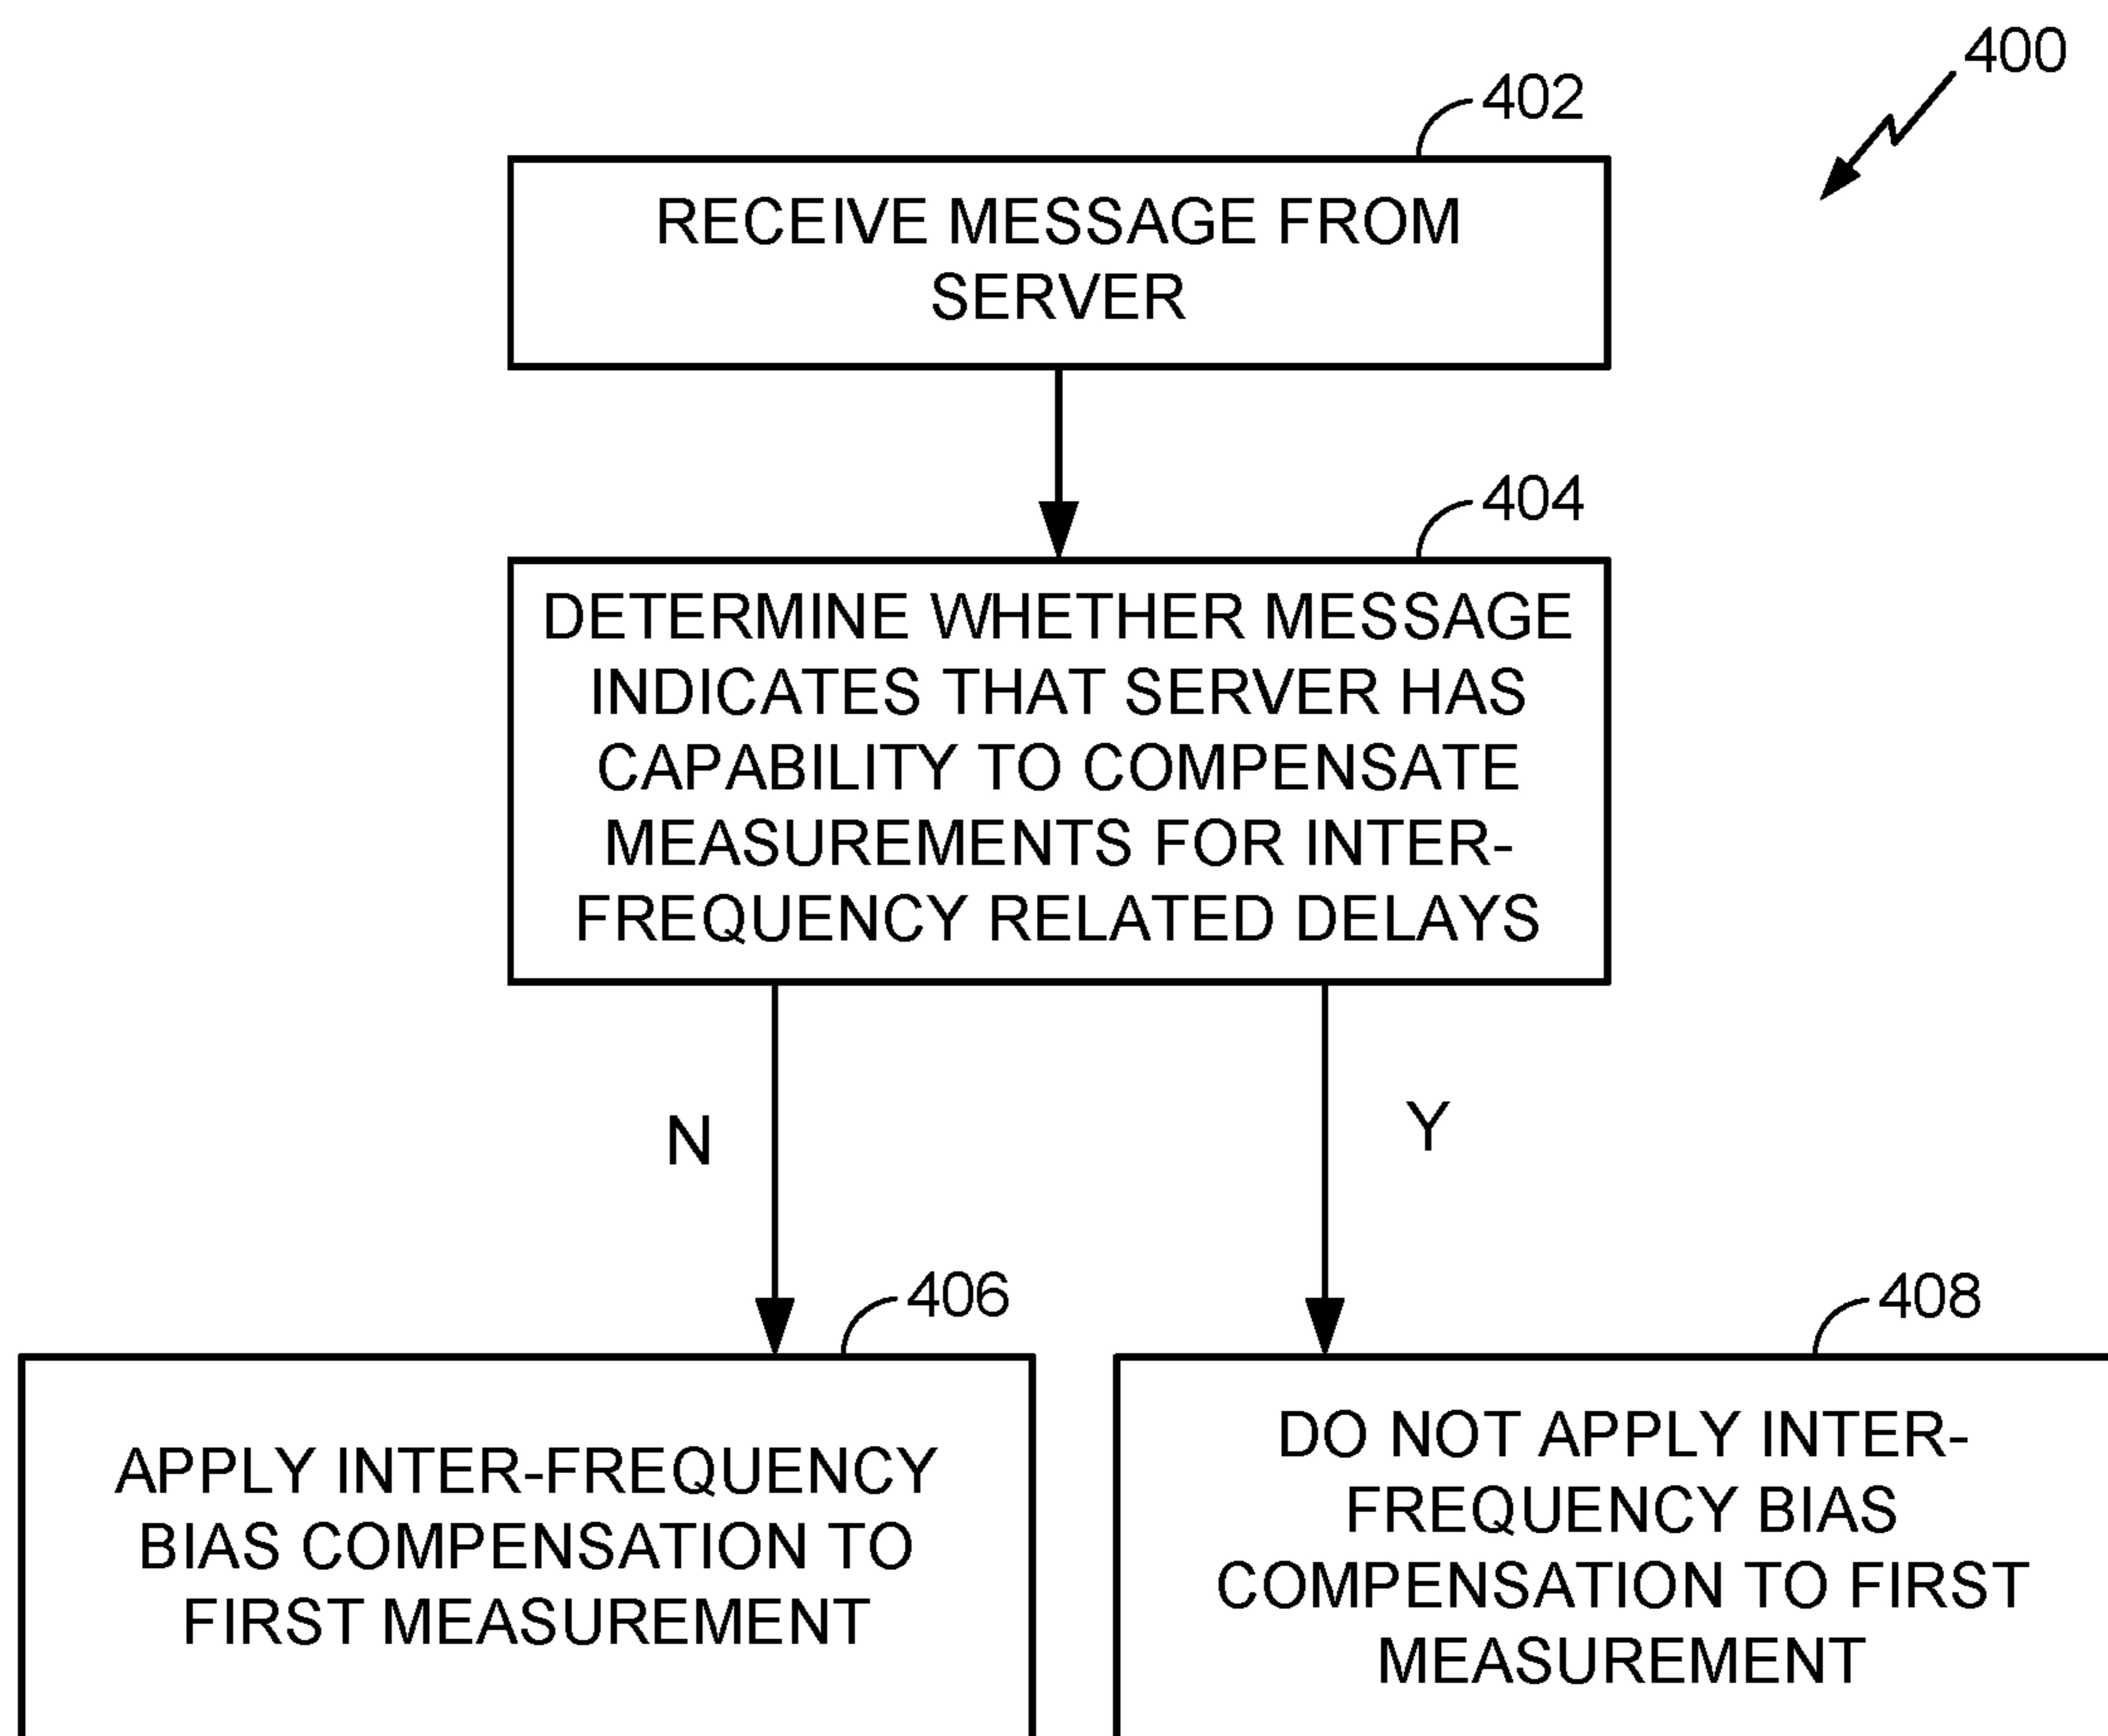 400
402
RECEIVE MESSAGE FROM
SERVER
404
DETERMINE WHETHER MESSAGE
INDICATES THAT SERVER HAS
CAPABILITY TO COMPENSATE
MEASUREMENTS FOR INTER-
FREQUENCY RELATED DELAYS
N
Y
406
APPLY INTER-FREQUENCY
BIAS COMPENSATION TO
FIRST MEASUREMENT
408
DO NOT APPLY INTER-
FREQUENCY BIAS
COMPENSATION TO FIRST
MEASUREMENT